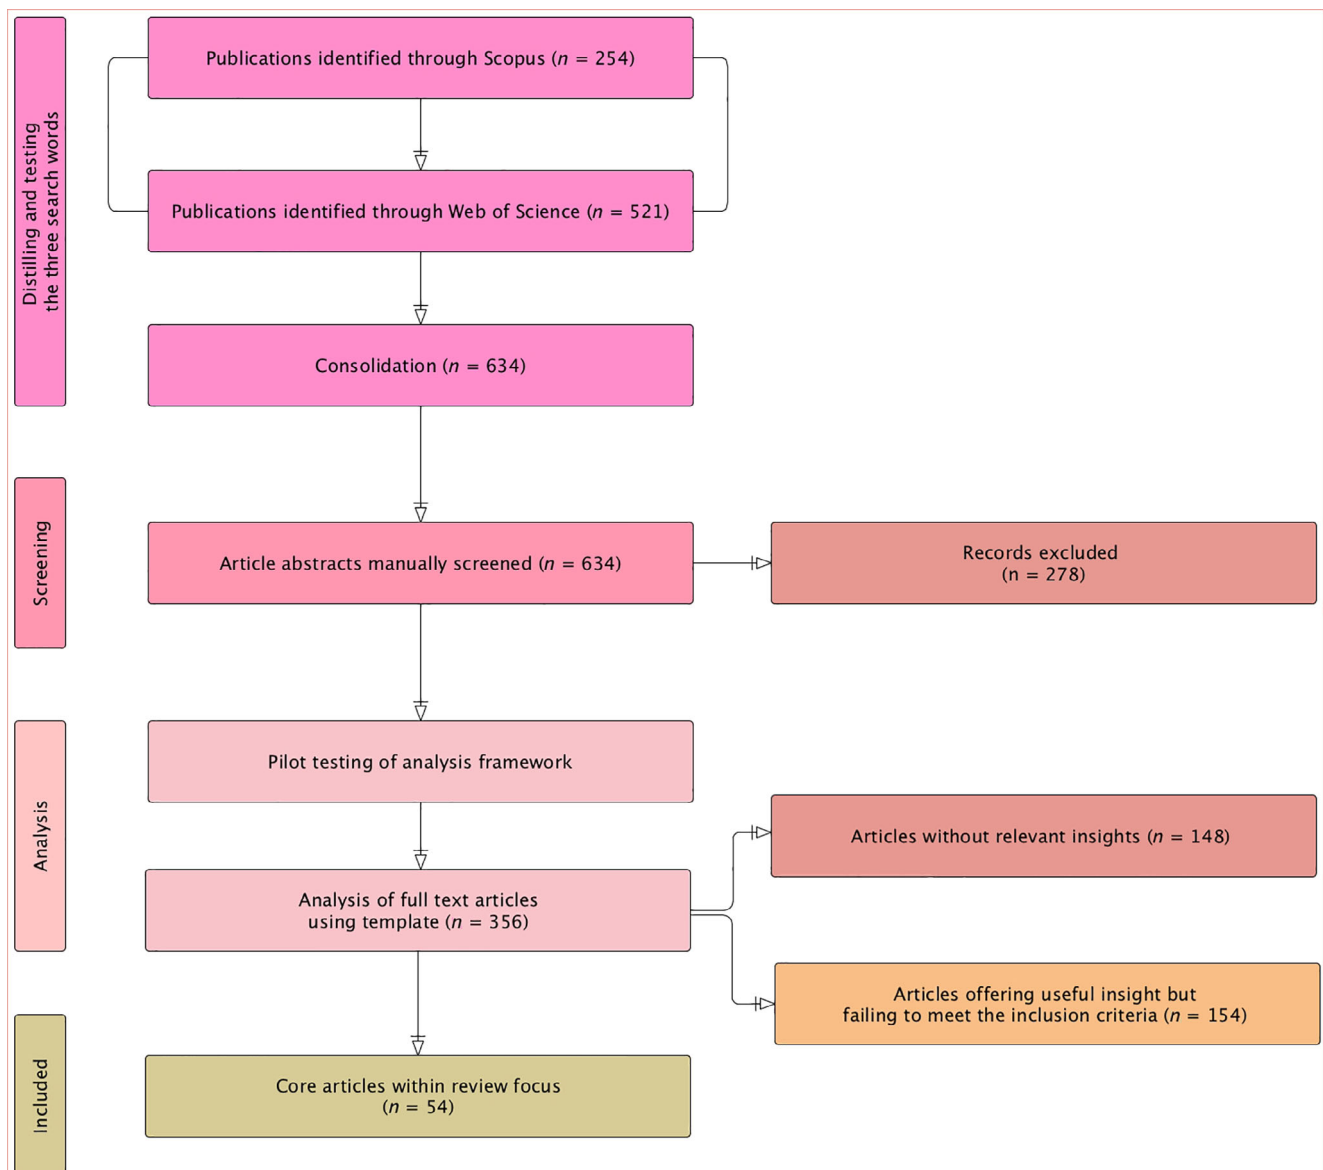 Distilling and testing
the three search words
Publications identified through Scopus (n = 254)
Publications identified through Web of Science (n = 521)
Consolidation (n = 634)
Screening
Article abstracts manually screened (n = 634)
Records excluded
(n = 278)
Analysis
Pilot testing of analysis framework
Analysis of full text articles
using template (n = 356)
Articles without relevant insights (n = 148)
Articles offering useful insight but
failing to meet the inclusion criteria (n = 154)
Included
Core articles within review focus
(n = 54)